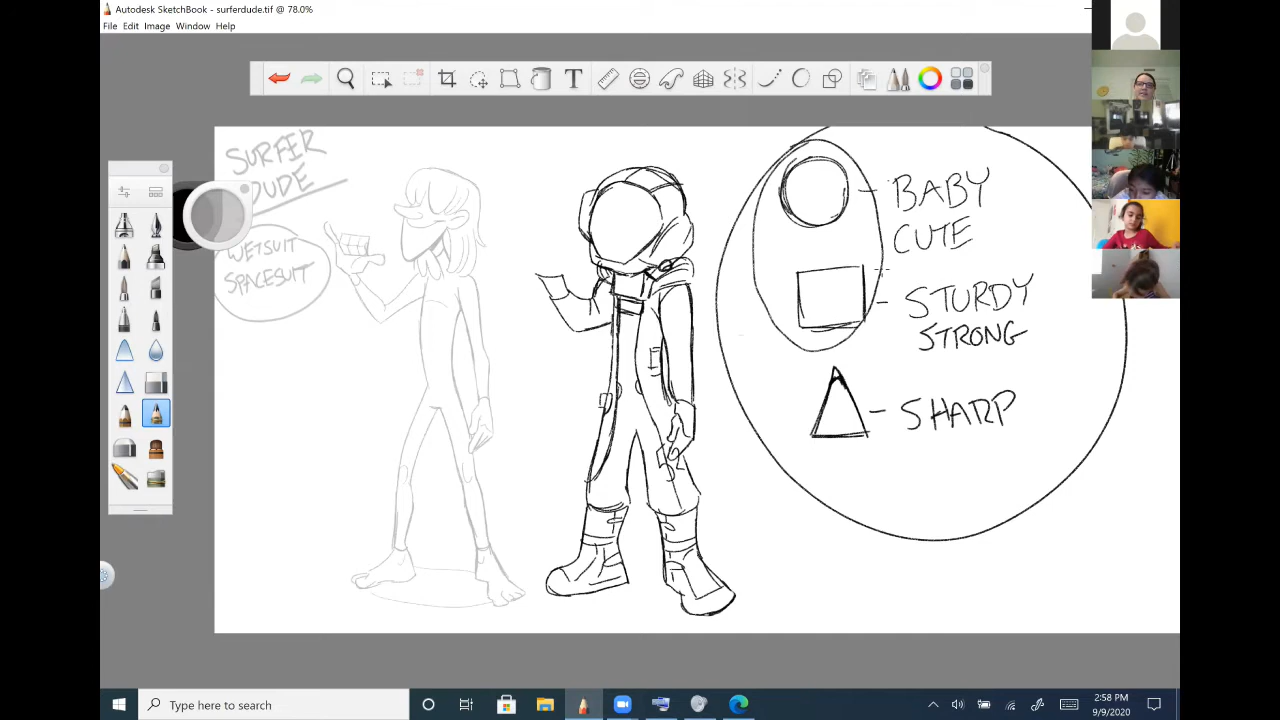 Autodesk SketchBook - surferdude.tif @ 78.0%
File Edit Image Window Help
T
SURFER
DUDE
WETSUIT
SPACESUIT
BABY
CUTE
STURDY
STRONG
SHARP
Type here to search
2:58 PM
9/9/2020